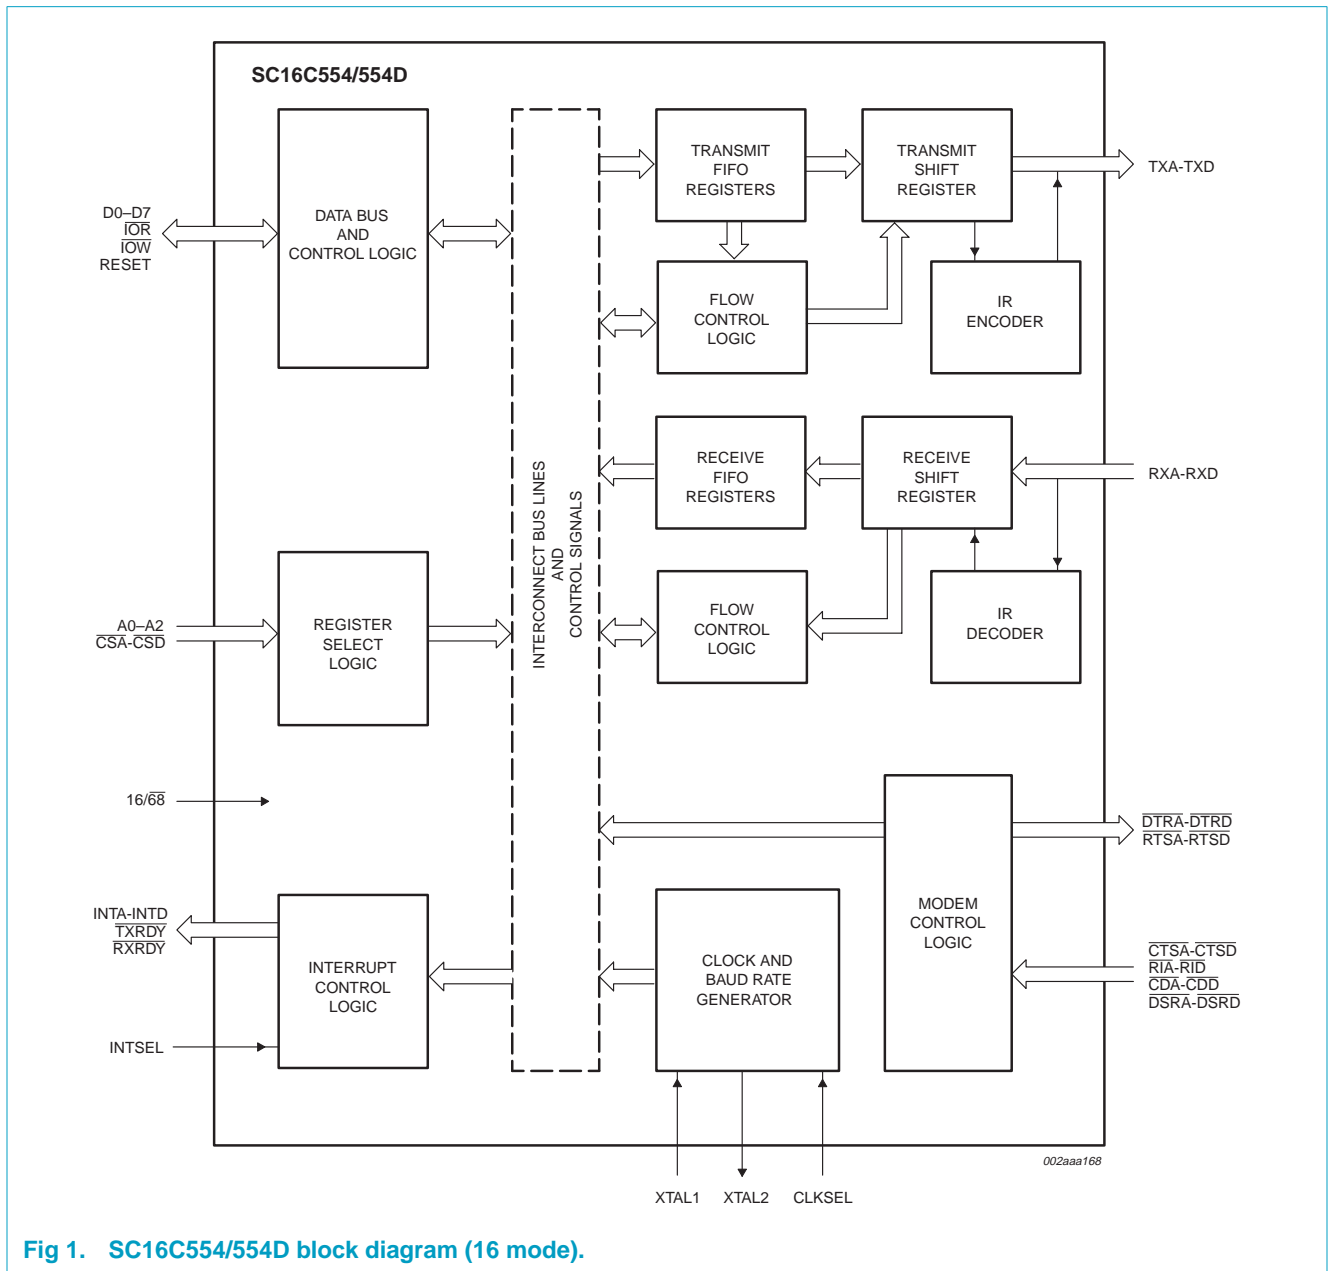 SC16C554/554D
D0–D7
IOR
IOW
RESET
DATA BUS
AND
CONTROL LOGIC
TRANSMIT
FIFO
REGISTERS
TRANSMIT
SHIFT
REGISTER
TXA-TXD
FLOW
CONTROL
LOGIC
IR
ENCODER
INTERCONNECT BUS LINES
AND
CONTROL SIGNALS
RECEIVE
FIFO
REGISTERS
RECEIVE
SHIFT
REGISTER
RXA-RXD
A0–A2
CSA-CSD
REGISTER
SELECT
LOGIC
FLOW
CONTROL
LOGIC
IR
DECODER
16/68
DTRA-DTRD
RTSA-RTSD
MODEM
CONTROL
LOGIC
INTA-INTD
TXRDY
RXRDY
INTERRUPT
CONTROL
LOGIC
CLOCK AND
BAUD RATE
GENERATOR
CTSA-CTSD
RIA-RID
CDA-CDD
DSRA-DSRD
INTSEL
002aaa168
XTAL1 XTAL2 CLKSEL
Fig 1. SC16C554/554D block diagram (16 mode).